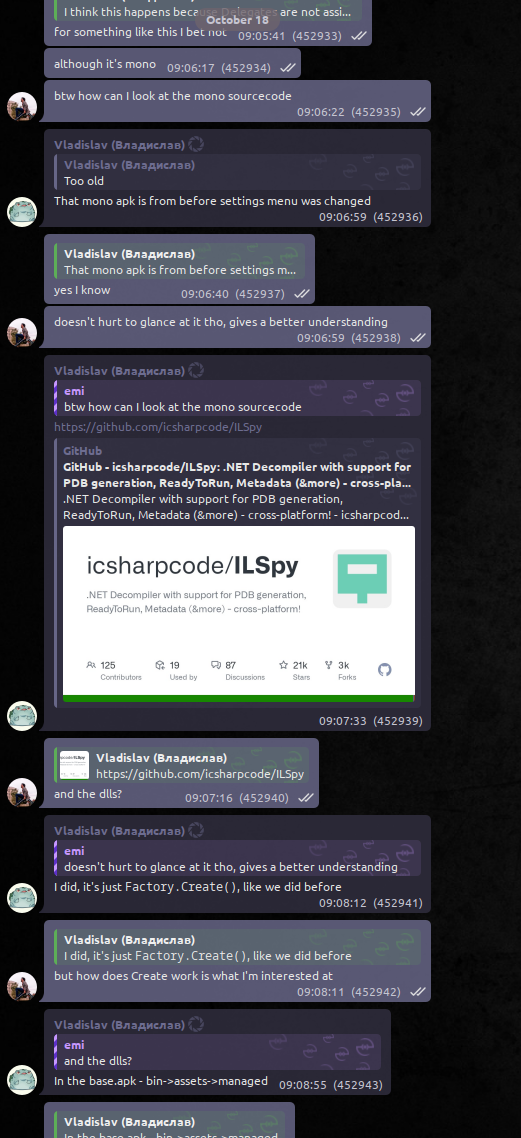 I think this happens because Delegates are not assi...
October 18
for something like this I bet not 09:05:41 (452933)
although it's mono 09:06:17 (452934)
btw how can I look at the mono sourcecode
09:06:22 (452935)
Vladislav (Владислав)
Vladislav (Владислав)
Too old
That mono apk is from before settings menu was changed
09:06:59 (452936)
Vladislav (Владислав)
That mono apk is from before settings m...
yes I know 09:06:40 (452937)
doesn't hurt to glance at it tho, gives a better understanding
09:06:59 (452938)
Vladislav (Владислав)
emi
btw how can I look at the mono sourcecode
https://github.com/icsharpcode/ILSpy
GitHub
GitHub - icsharpcode/ILSpy: .NET Decompiler with support for
PDB generation, ReadyToRun, Metadata (&more) - cross-pla...
.NET Decompiler with support for PDB generation,
ReadyToRun, Metadata (&more) - cross-platform! - icsharpcod...
icsharpcode/ILSpy
.NET Decompiler with support for PDB generation,
ReadyToRun, Metadata (&more) - cross-platform!
125 19 87 21k 3k
Contributors Used by Discussions Stars Forks
09:07:33 (452939)
pcode/ILSp
Vladislav (Владислав)
https://github.com/icsharpcode/ILSpy
and the dlls? 09:07:16 (452940)
Vladislav (Владислав)
emi
doesn't hurt to glance at it tho, gives a better understanding
I did, it's just Factory.Create(), like we did before
09:08:12 (452941)
Vladislav (Владислав)
I did, it's just Factory.Create(), like we did before
but how does Create work is what I'm interested at
09:08:11 (452942)
Vladislav (Владислав)
emi
and the dlls?
In the base.apk - bin->assets->managed 09:08:55 (452943)
Vladislav (Владислав)
In the base.apk - bin->assets->managed